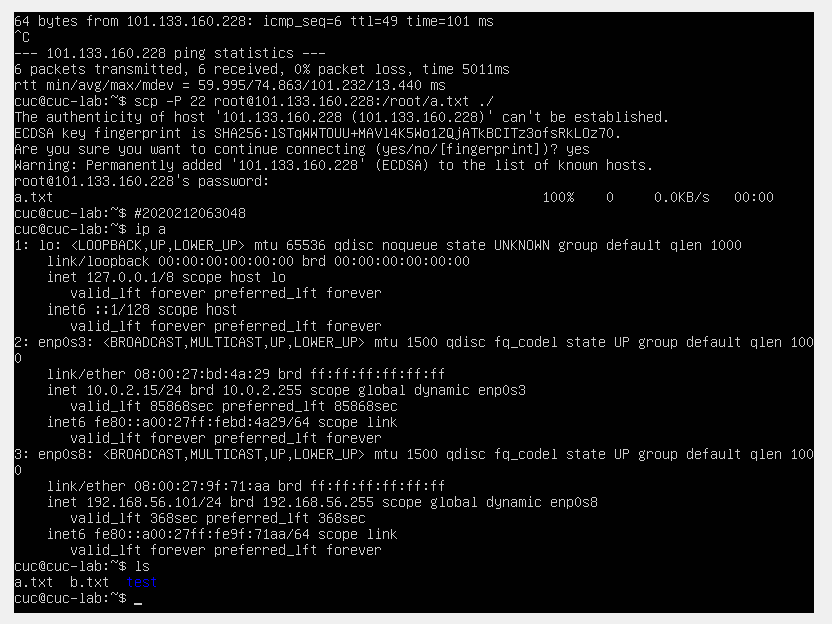 64 bytes from 101.133.160.228: icmp_seq=6 ttl=49 time=101 ms
^C
--- 101.133.160.228 ping statistics ---
6 packets transmitted, 6 received, 0% packet loss, time 5011ms
rtt min/avg/max/mdev = 59.995/74.863/101.232/13.440 ms
cuc@cuc-lab:~$ scp -P 22 root@101.133.160.228:/root/a.txt ./
The authenticity of host '101.133.160.228 (101.133.160.228)' can't be established.
ECDSA key fingerprint is SHA256:lSTqWWTOUU+MAVl4K5Wo1ZQjATkBCITz3ofsRkLOz70.
Are you sure you want to continue connecting (yes/no/[fingerprint])? yes
Warning: Permanently added '101.133.160.228' (ECDSA) to the list of known hosts.
root@101.133.160.228's password:
a.txt 100% 0 0.0KB/s 00:00
cuc@cuc-lab:~$ #2020212063048
cuc@cuc-lab:~$ ip a
1: lo: <LOOPBACK,UP,LOWER_UP> mtu 65536 qdisc noqueue state UNKNOWN group default qlen 1000
    link/loopback 00:00:00:00:00:00 brd 00:00:00:00:00:00
    inet 127.0.0.1/8 scope host lo
       valid_lft forever preferred_lft forever
    inet6 ::1/128 scope host
       valid_lft forever preferred_lft forever
2: enp0s3: <BROADCAST,MULTICAST,UP,LOWER_UP> mtu 1500 qdisc fq_codel state UP group default qlen 100
0
    link/ether 08:00:27:bd:4a:29 brd ff:ff:ff:ff:ff:ff
    inet 10.0.2.15/24 brd 10.0.2.255 scope global dynamic enp0s3
       valid_lft 85868sec preferred_lft 85868sec
    inet6 fe80::a00:27ff:febd:4a29/64 scope link
       valid_lft forever preferred_lft forever
3: enp0s8: <BROADCAST,MULTICAST,UP,LOWER_UP> mtu 1500 qdisc fq_codel state UP group default qlen 100
0
    link/ether 08:00:27:9f:71:aa brd ff:ff:ff:ff:ff:ff
    inet 192.168.56.101/24 brd 192.168.56.255 scope global dynamic enp0s8
       valid_lft 368sec preferred_lft 368sec
    inet6 fe80::a00:27ff:fe9f:71aa/64 scope link
       valid_lft forever preferred_lft forever
cuc@cuc-lab:~$ ls
a.txt  b.txt  test
cuc@cuc-lab:~$ _